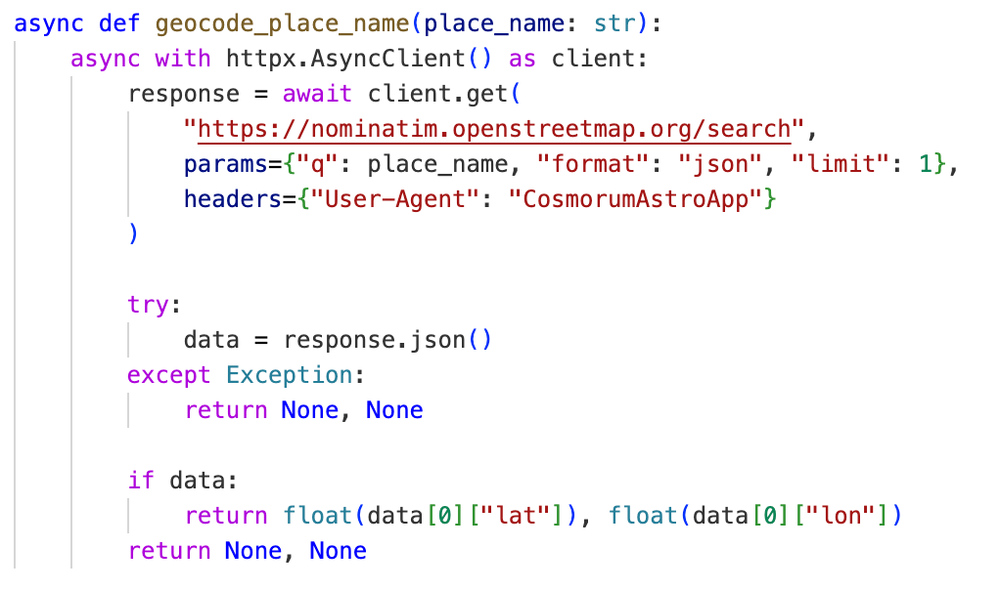 async def geocode_place_name(place_name: str):
    async with httpx.AsyncClient() as client:
        response = await client.get(
            "https://nominatim.openstreetmap.org/search",
            params={"q": place_name, "format": "json", "limit": 1},
            headers={"User-Agent": "CosmorumAstroApp"}
        )

        try:
            data = response.json()
        except Exception:
            return None, None

        if data:
            return float(data[0]["lat"]), float(data[0]["lon"])
        return None, None